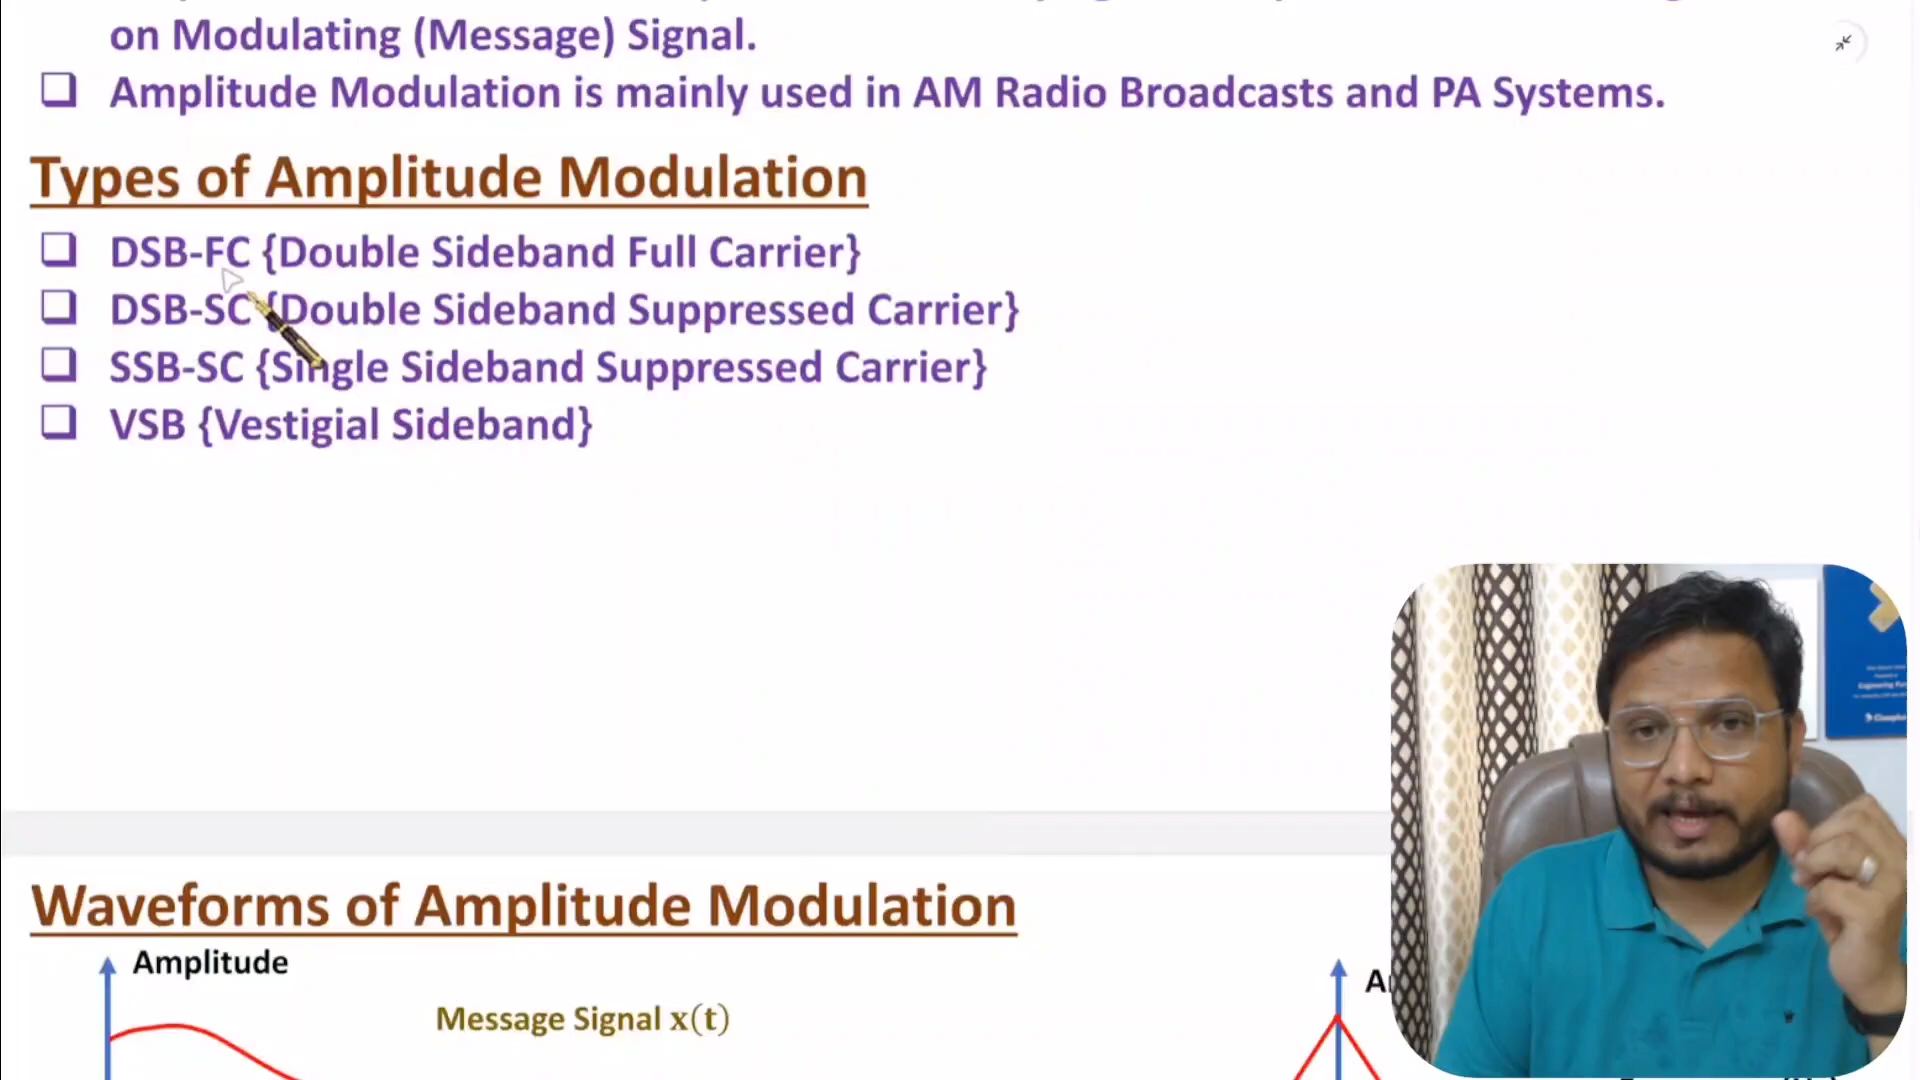 on Modulating (Message) Signal.
❑ Amplitude Modulation is mainly used in AM Radio Broadcasts and PA Systems.
Types of Amplitude Modulation
❑ DSB-FC {Double Sideband Full Carrier}
❑ DSB-SC {Double Sideband Suppressed Carrier}
❑ SSB-SC {Single Sideband Suppressed Carrier}
❑ VSB {Vestigial Sideband}
Waveforms of Amplitude Modulation
Amplitude
Message Signal x(t)